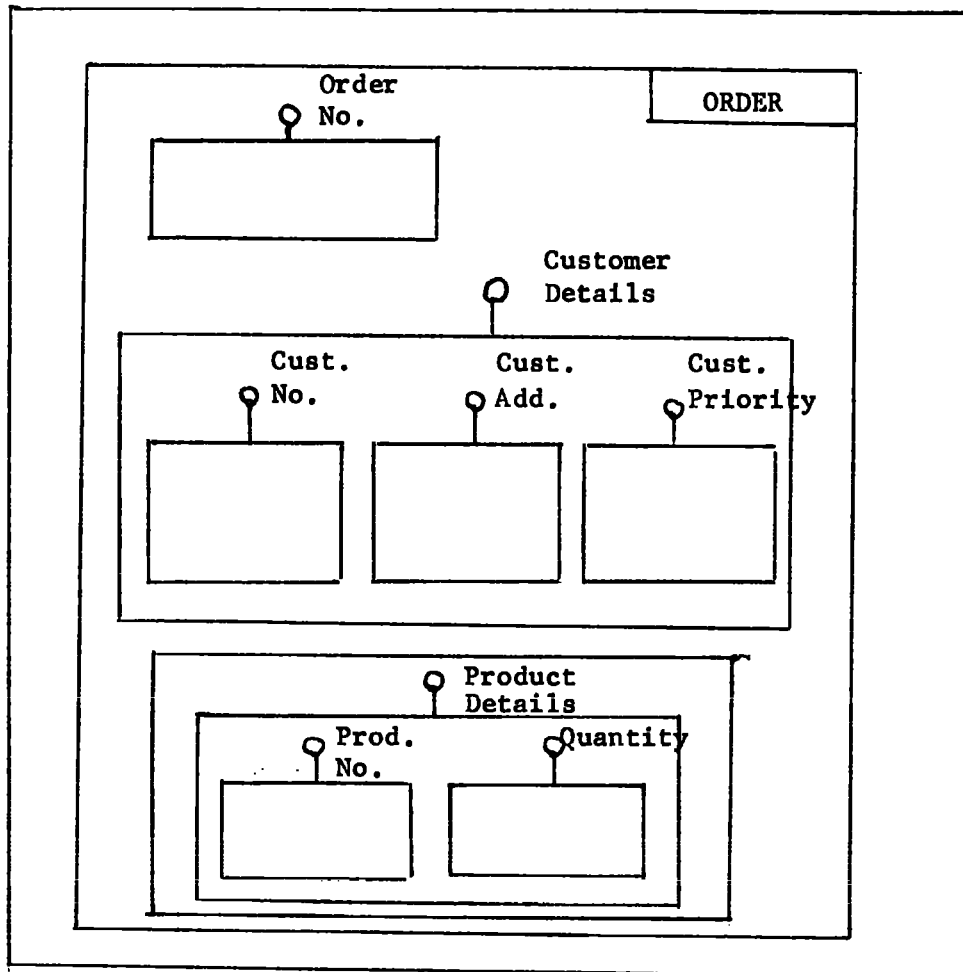 Order
No.
ORDER
Customer
Details
Cust.
No.
Cust.
Add.
Cust.
Priority
Product
Details
Prod.
No.
Quantity